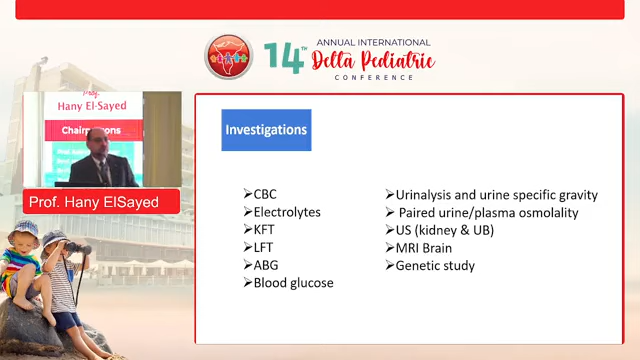 14TH
ANNUAL INTERNATIONAL
Delta Pediatric
CONFERENCE
Hany El-Sayed
Prof. Hany ElSayed
Investigations
➢CBC
➢Electrolytes
➢KFT
➢LFT
➢ABG
➢Blood glucose
➢Urinalysis and urine specific gravity
➢ Paired urine/plasma osmolality
➢US (kidney & UB)
➢MRI Brain
➢Genetic study